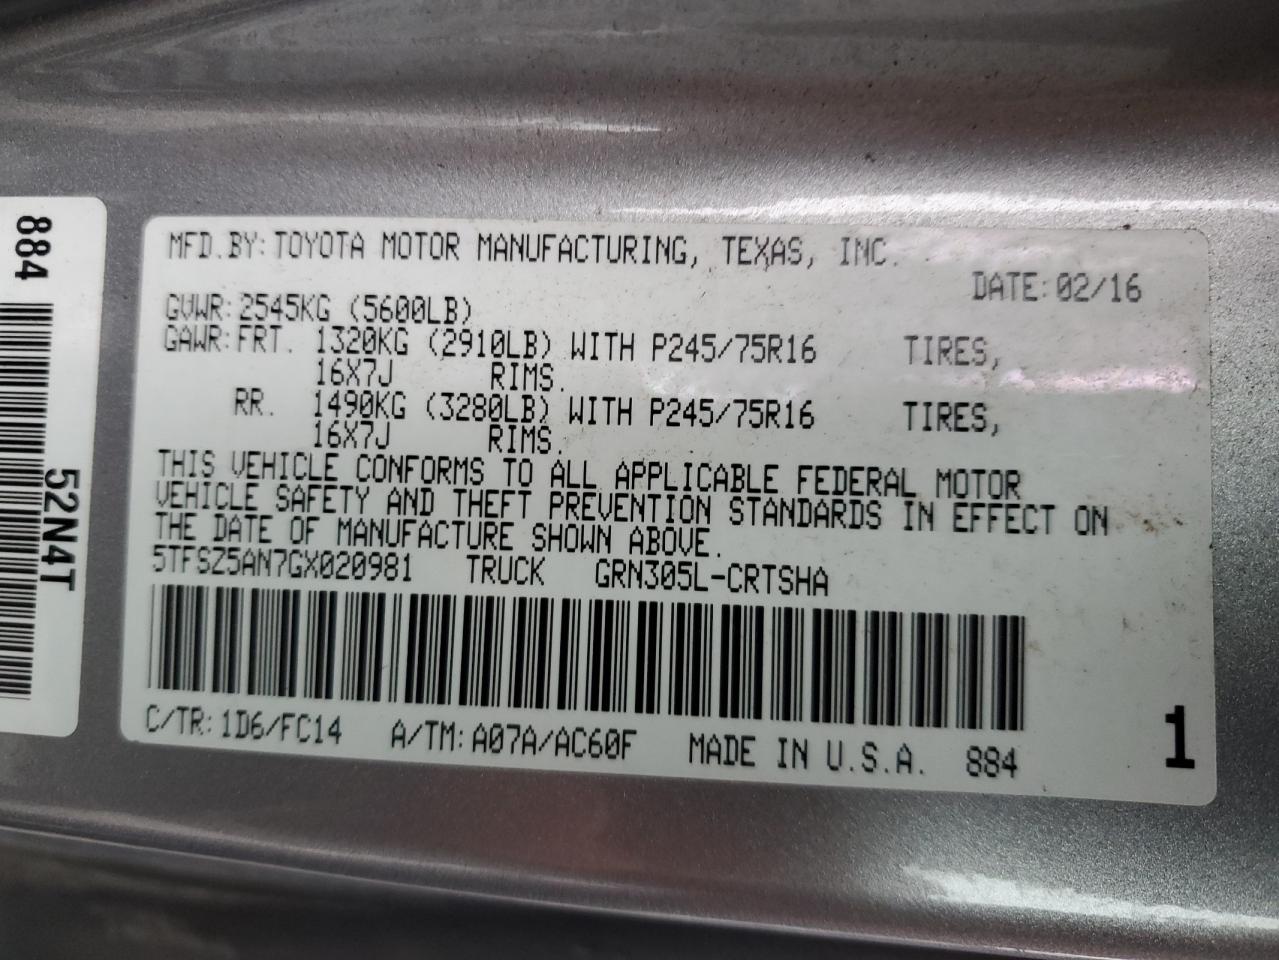 884
52N4T
MFD.BY: TOYOTA MOTOR MANUFACTURING, TEXAS, INC.
DATE: 02/16
GVWR: 2545KG (5600LB)
GAWR: FRT. 1320KG (2910LB) WITH P245/75R16 TIRES,
16X7J RIMS.
RR. 1490KG (3280LB) WITH P245/75R16 TIRES,
16X7J RIMS.
THIS VEHICLE CONFORMS TO ALL APPLICABLE FEDERAL MOTOR
VEHICLE SAFETY AND THEFT PREVENTION STANDARDS IN EFFECT ON
THE DATE OF MANUFACTURE SHOWN ABOVE.
5TFSZ5AN7GX020981 TRUCK GRN305L-CRTSHA
C/TR: 1D6/FC14 A/TM: A07A/AC60F MADE IN U.S.A. 884
1